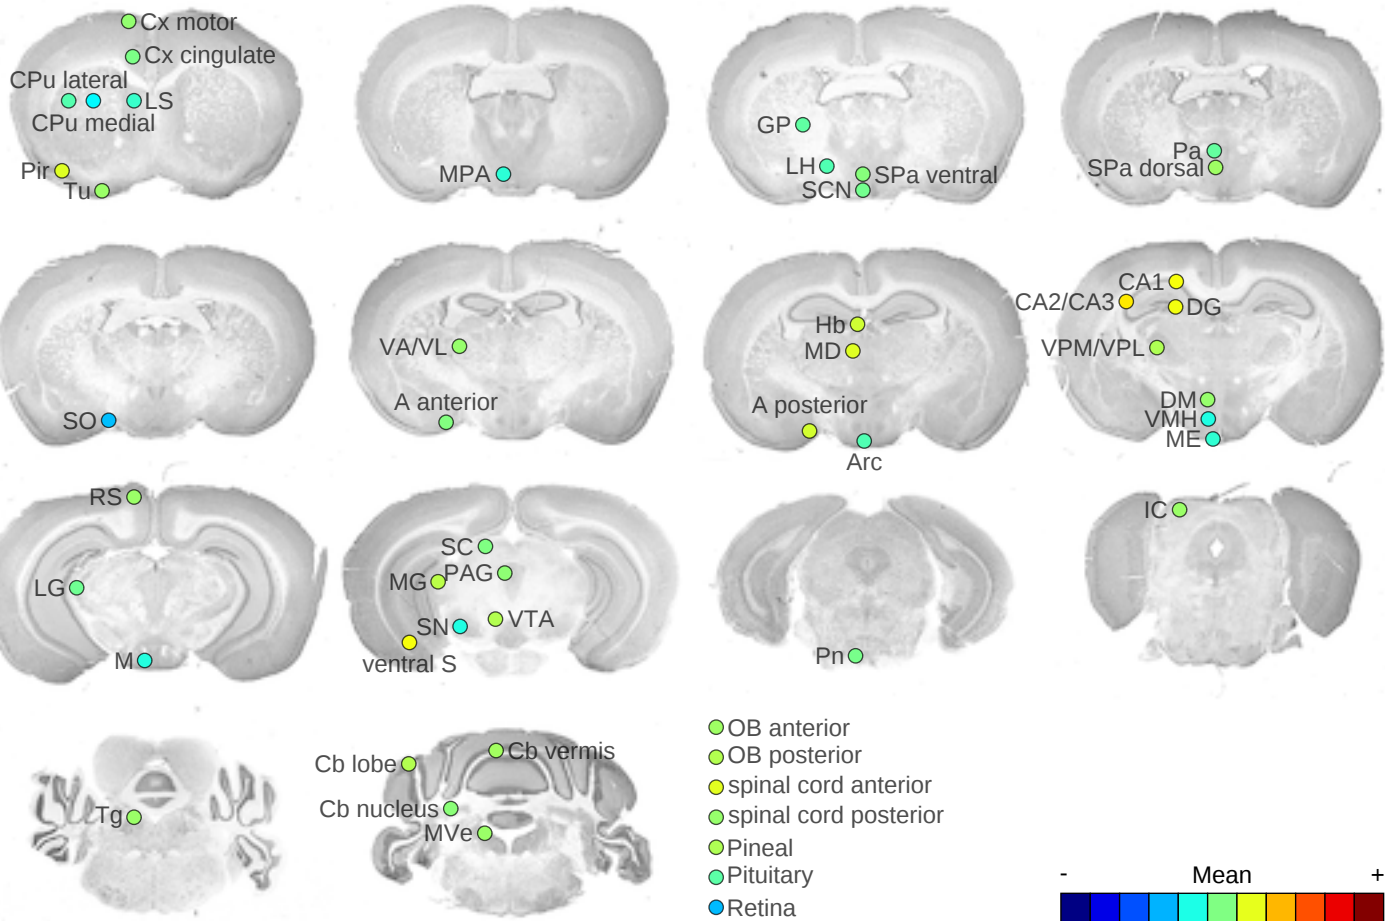 Cx motor
Cx cingulate
CPu lateral
LS
CPu medial
Pir
Tu
MPA
GP
LH
SPa ventral
SCN
Pa
SPa dorsal
SO
VA/VL
A anterior
Hb
MD
A posterior
Arc
CA1
CA2/CA3
DG
VPM/VPL
DM
VMH
ME
RS
LG
M
SC
PAG
MG
VTA
SN
ventral S
Pn
IC
Tg
Cb vermis
Cb lobe
Cb nucleus
MVe
OB anterior
OB posterior
spinal cord anterior
spinal cord posterior
Pineal
Pituitary
Retina
- Mean +